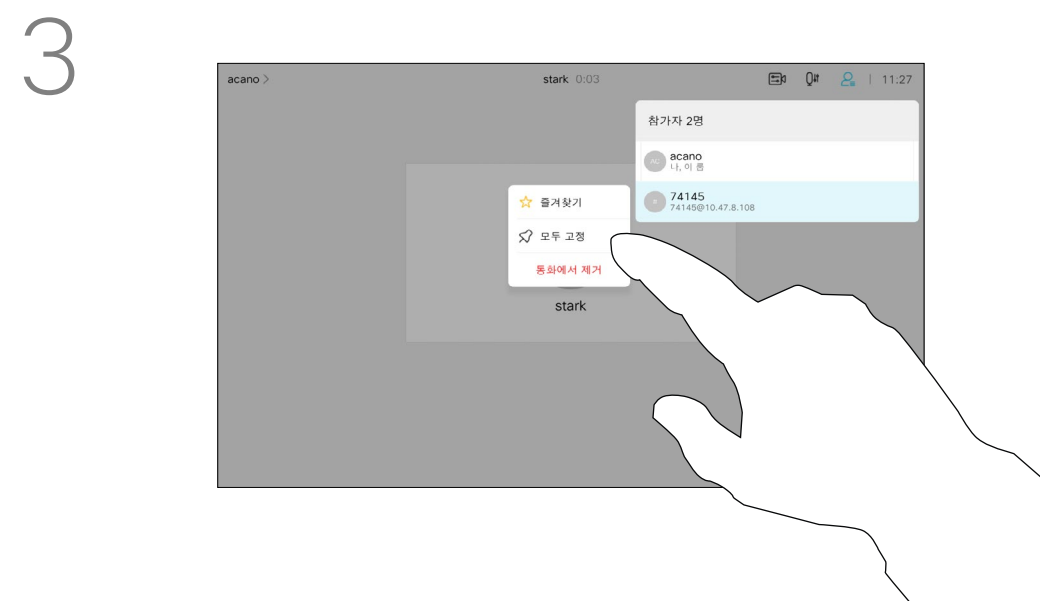 3
acano >
stark 0:03
11:27
참가자 2명
AC
acano
나, 이 룸
74145
74145@10.47.8.108
즐겨찾기
모두 고정
통화에서 제거
stark